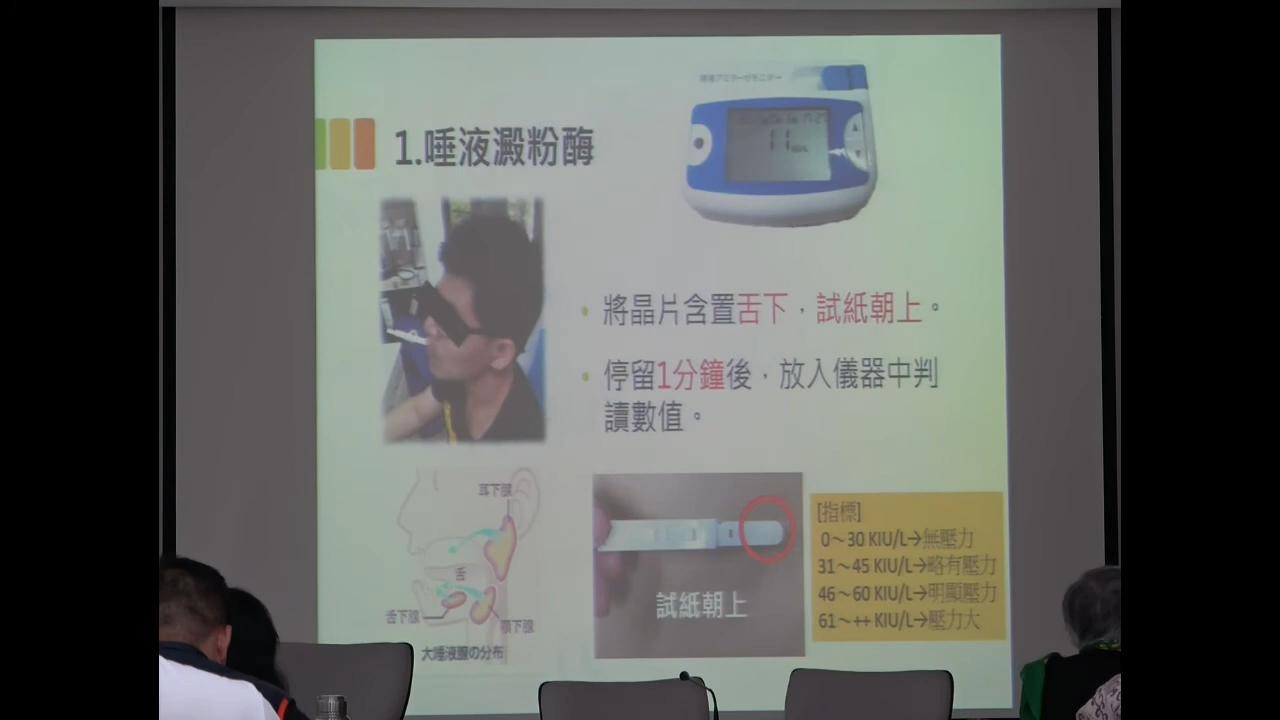 1.唾液澱粉酶
11
將晶片含置舌下，試紙朝上。
停留1分鐘後，放入儀器中判
讀數值。
耳下腺
舌
舌下腺
顎下腺
大唾液腺の分布
試紙朝上
[指標]
0～30 KIU/L→無壓力
31～45 KIU/L→略有壓力
46～60 KIU/L→明顯壓力
61～++ KIU/L→壓力大